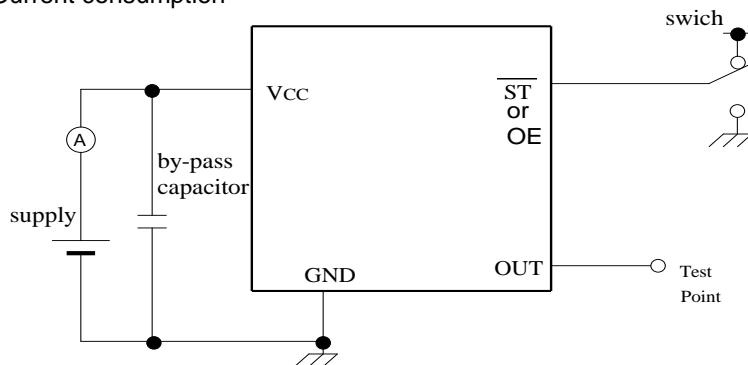 Current consumption
swich
VCC
ST
or
OE
A
by-pass
capacitor
supply
GND
OUT
Test
Point